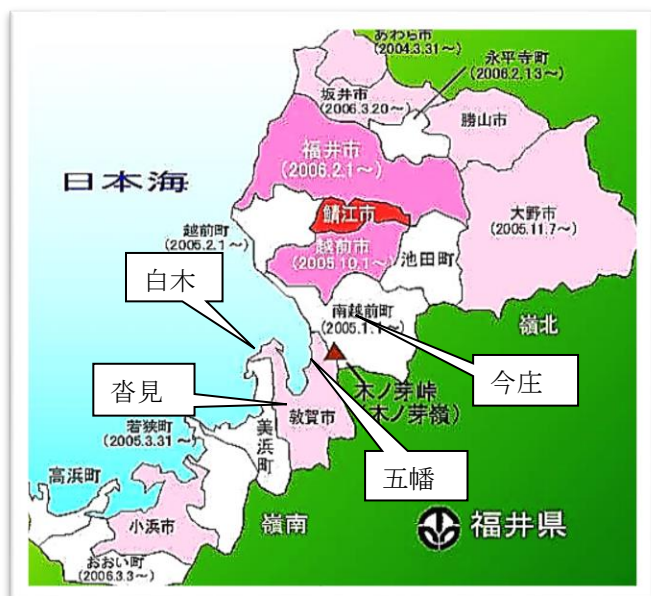 あわら市
(2004.3.31～)
永平寺町
(2006.2.13～)
坂井市
(2006.3.20～)
勝山市
福井市
(2006.2.1～)
日本海
鯖江市
大野市
(2005.11.7～)
越前町
(2005.2.1～)
越前市
(2005.10.1～)
池田町
白木
南越前町
(2005.1.1～)
嶺北
今庄
沓見
木ノ芽峠
(木ノ芽嶺)
敦賀市
若狭町
(2005.3.31～)
美浜町
五幡
高浜町
小浜市
嶺南
福井県
おおい町
(2006.3.3～)